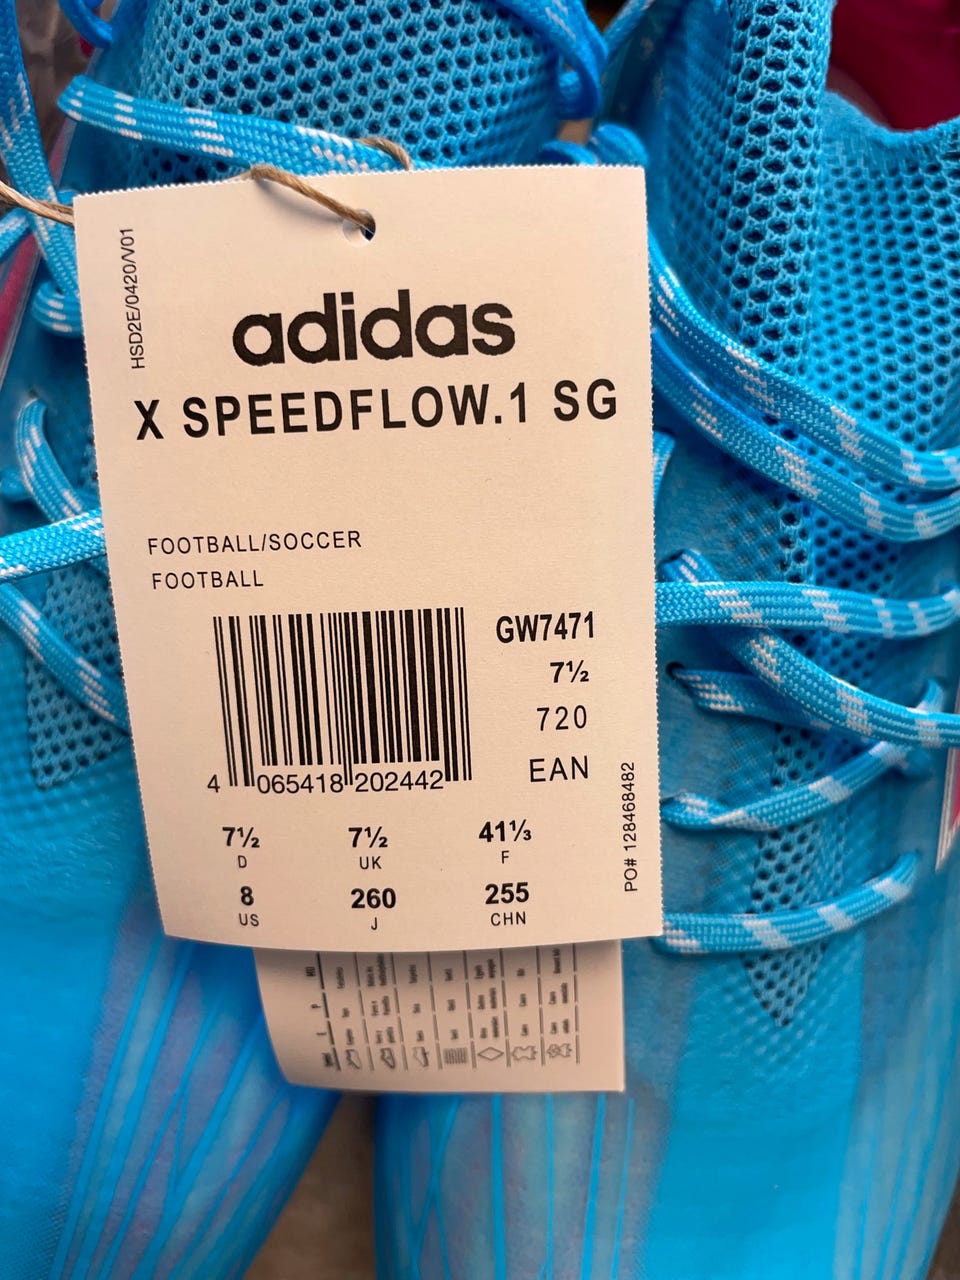 HSD2E/0420/V01
adidas
X SPEEDFLOW.1 SG
FOOTBALL/SOCCER
FOOTBALL
GW7471
7½
720
EAN
4 065418 202442
PO# 128468482
7½ 7½ 41⅓
D UK F
8 260 255
US J CHN